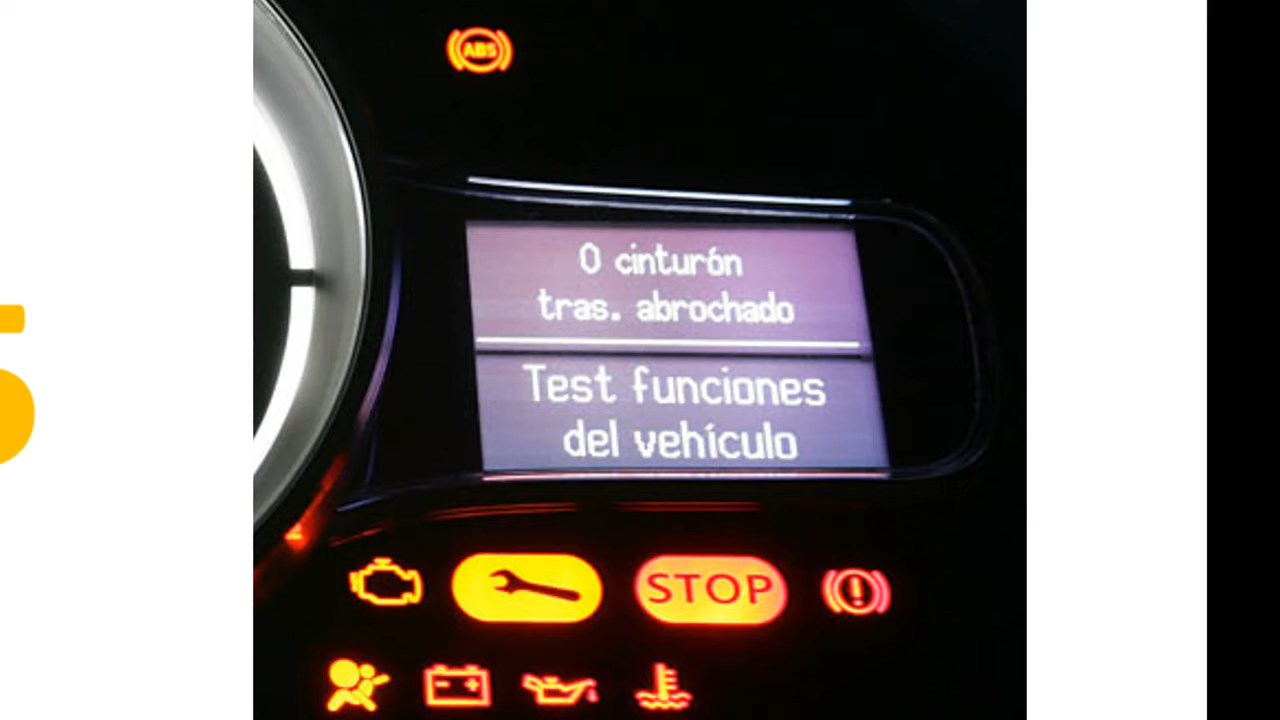 ABS
0 cinturón
tras. abrochado
Test funciones
del vehículo
STOP